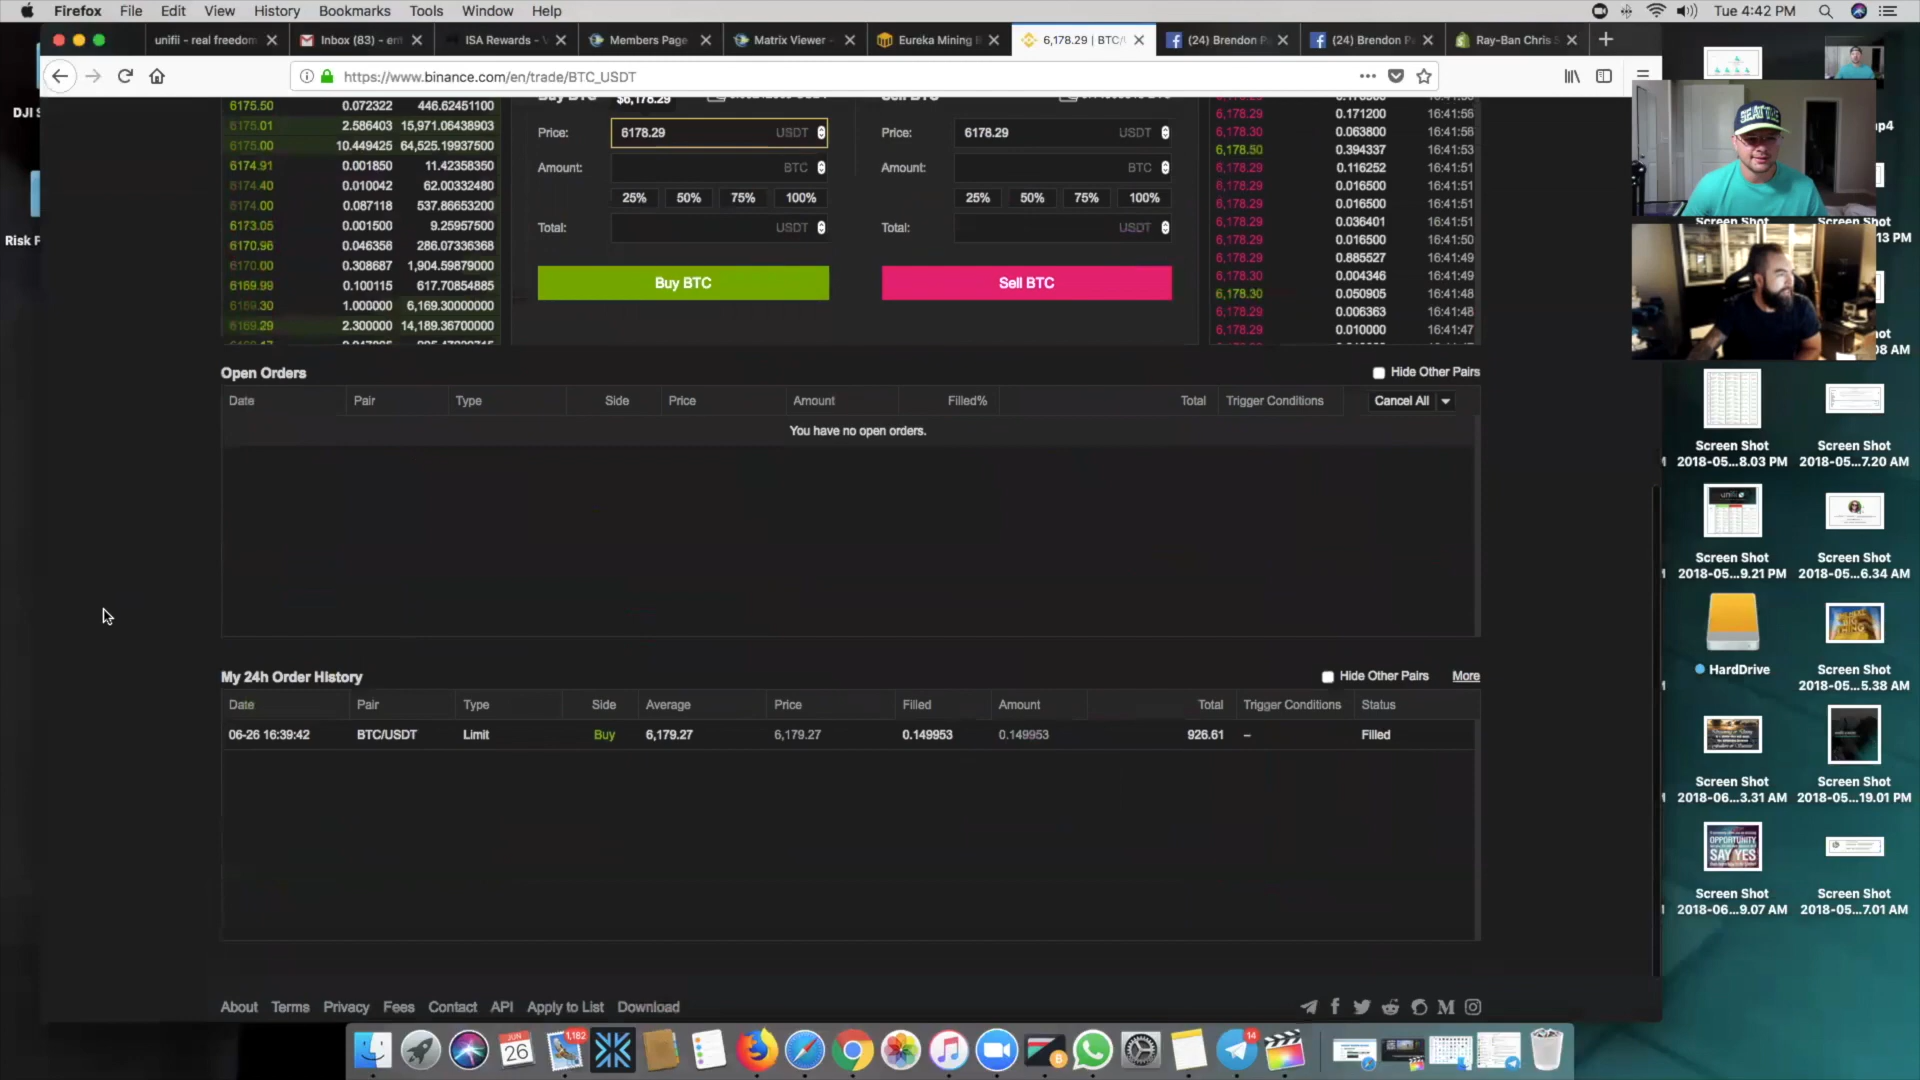 Firefox File Edit View History Bookmarks Tools Window Help Tue 4:42 PM
unifii - real freedom Inbox (83) - ISA Rewards - Members Page Matrix Viewer - Eureka Mining 6,178.29 | BTC/ (24) Brendon (24) Brendon Ray-Ban Chris
https://www.binance.com/en/trade/BTC_USDT
6175.50 0.072322 446.62451100
6175.01 2.586403 15,971.06438903
6175.00 10.449425 64,525.19937500
6174.91 0.001850 11.42358350
6174.40 0.010042 62.00332480
6174.00 0.087118 537.86653200
6173.05 0.001500 9.25957500
6170.96 0.046358 286.07336368
6170.00 0.308687 1,904.59879000
6169.99 0.100115 617.70854885
6169.30 1.000000 6,169.30000000
6169.29 2.300000 14,189.36700000
$6,178.29
Price: 6178.29 USDT
Amount: BTC
25% 50% 75% 100%
Total: USDT
Buy BTC
Price: 6178.29 USDT
Amount: BTC
25% 50% 75% 100%
Total: USDT
Sell BTC
6,178.29 0.171200 16:41:56
6,178.30 0.063800 16:41:56
6,178.50 0.394337 16:41:53
6,178.29 0.116252 16:41:51
6,178.29 0.016500 16:41:51
6,178.29 0.016500 16:41:51
6,178.29 0.036401 16:41:51
6,178.29 0.016500 16:41:50
6,178.29 0.885527 16:41:49
6,178.30 0.004346 16:41:49
6,178.30 0.050905 16:41:48
6,178.29 0.006363 16:41:48
6,178.29 0.010000 16:41:47
Open Orders Hide Other Pairs
Date Pair Type Side Price Amount Filled% Total Trigger Conditions Cancel All
You have no open orders.
My 24h Order History Hide Other Pairs More
Date Pair Type Side Average Price Filled Amount Total Trigger Conditions Status
06-26 16:39:42 BTC/USDT Limit Buy 6,179.27 6,179.27 0.149953 0.149953 926.61 – Filled
About Terms Privacy Fees Contact API Apply to List Download
DJI
Risk
SEATTLE
Screen Shot Screen Shot
2018-05...8.03 PM 2018-05...7.20 AM
Screen Shot Screen Shot
2018-05...9.21 PM 2018-05...6.34 AM
HardDrive Screen Shot
2018-05...5.38 AM
Screen Shot Screen Shot
2018-06...3.31 AM 2018-05...19.01 PM
OPPORTUNITY
SAY YES
Screen Shot Screen Shot
2018-06...9.07 AM 2018-05...7.01 AM
JUN
26
1,182
14